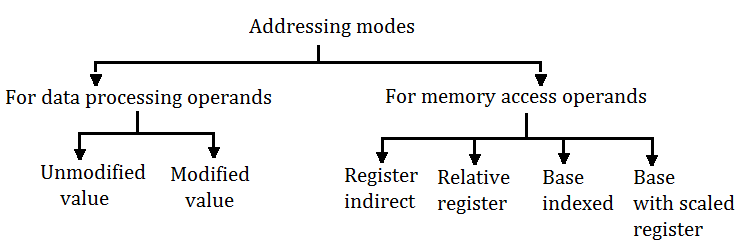 Addressing modes
For data processing operands
For memory access operands
Unmodified
value
Modified
value
Register
indirect
Relative
register
Base
indexed
Base
with scaled
register